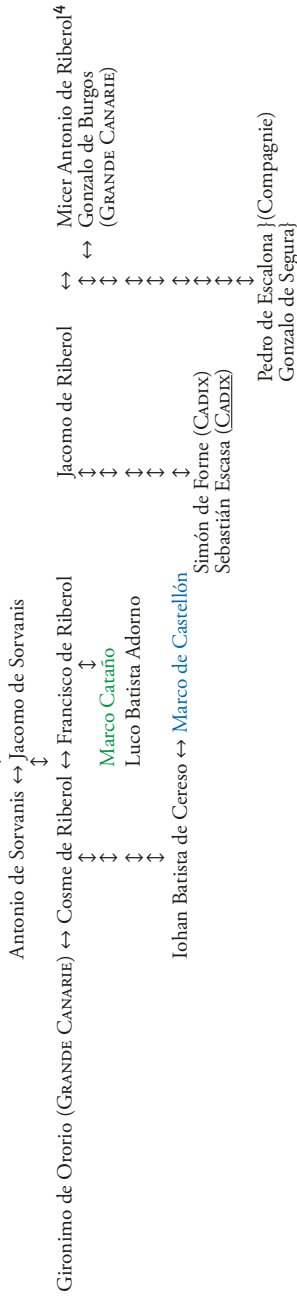 Antonio de Sorvanis ↔ Jacomo de Sorvanis
Gironimo de Ororio (GRANDE CANARIE) ↔ Cosme de Riberol ↔ Francisco de Riberol
Jacomo de Riberol ↔ Micer Antonio de Riberol⁴
↔ Gonzalo de Burgos
(GRANDE CANARIE)
Marco Cataño
Luco Batista Adorno
Iohan Batista de Cereso ↔ Marco de Castellón
Simón de Forne (CADIX)
Sebastián Escasa (CADIX)
Pedro de Escalona }(Compagnie)
Gonzalo de Segura}